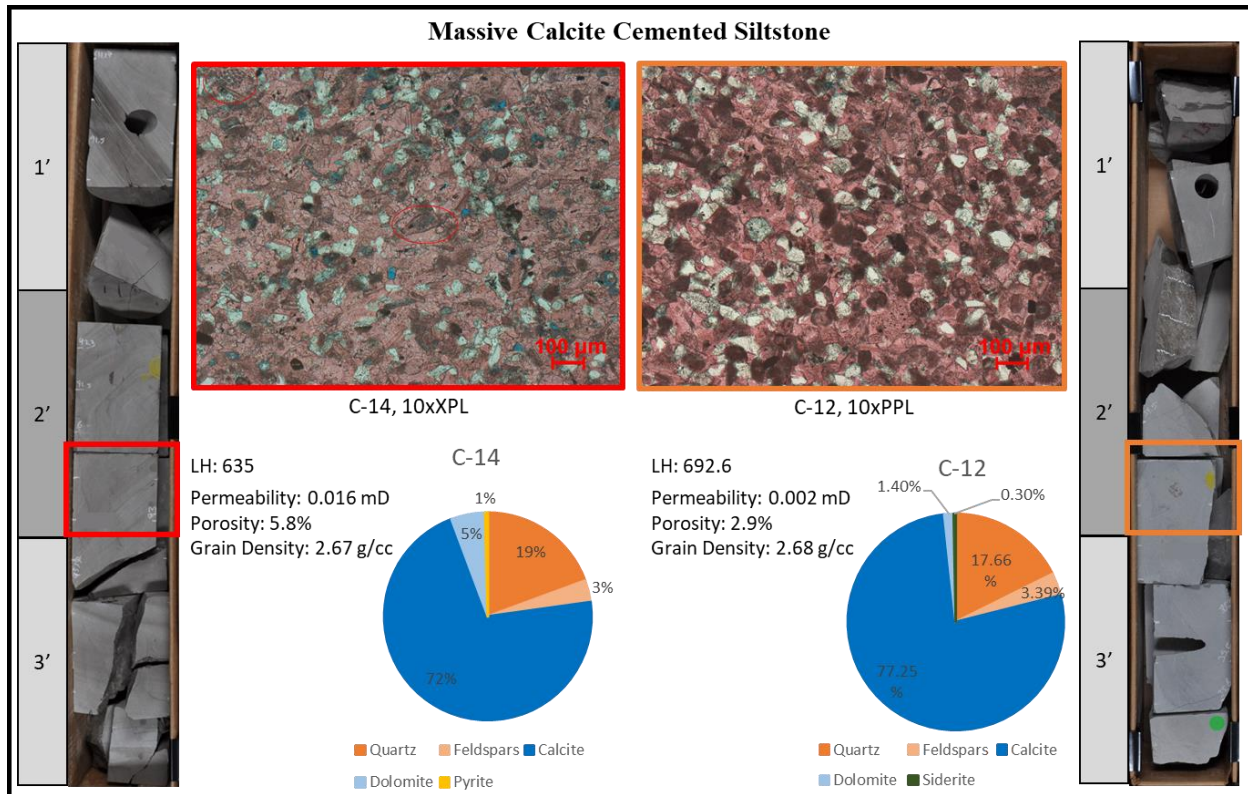 Massive Calcite Cemented Siltstone
1’
2’
3’
100 µm
C-14, 10xXPL
100 µm
C-12, 10xPPL
1’
2’
3’
LH: 635
Permeability: 0.016 mD
Porosity: 5.8%
Grain Density: 2.67 g/cc
C-14
1%
5%
19%
3%
72%
Quartz Feldspars Calcite
Dolomite Pyrite
LH: 692.6
Permeability: 0.002 mD
Porosity: 2.9%
Grain Density: 2.68 g/cc
C-12
1.40%
0.30%
17.66
%
3.39%
77.25
%
Quartz Feldspars Calcite
Dolomite Siderite